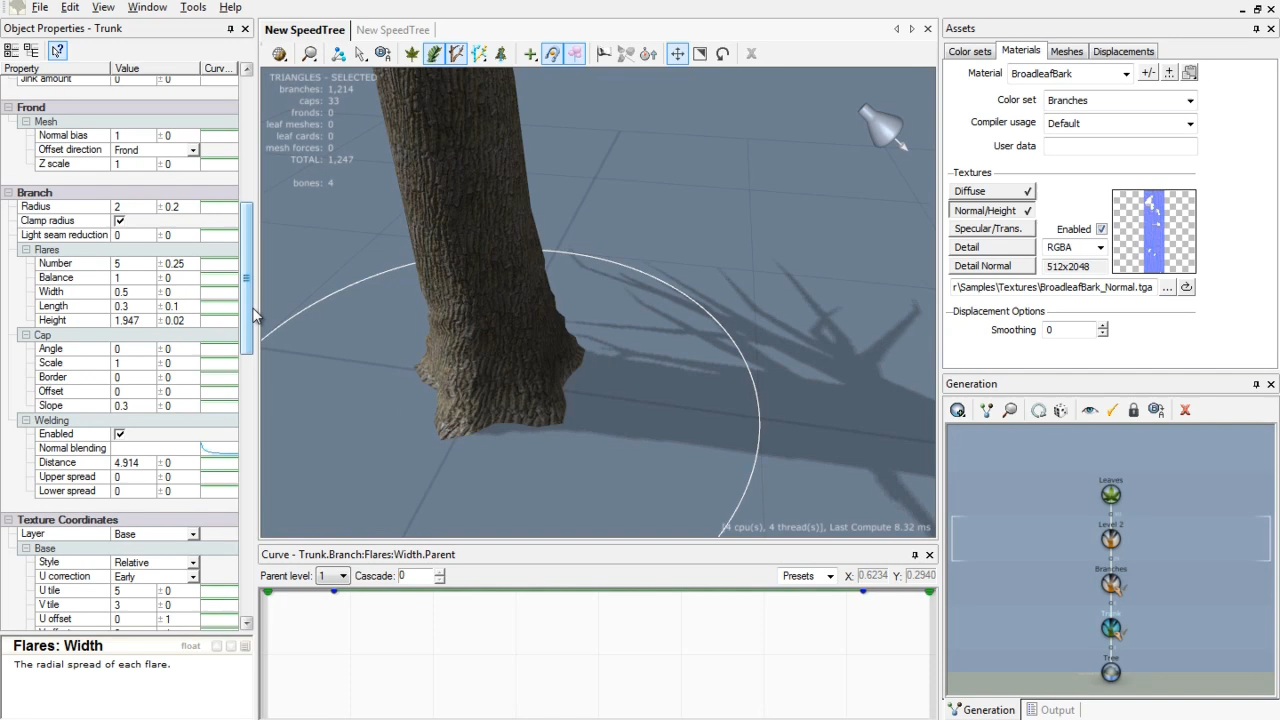 File Edit View Window Tools Help
Object Properties - Trunk
Property Value Curv...
Jink amount 0 ± 0
Frond
Mesh
Normal bias 1 ± 0
Offset direction Frond
Z scale 1 ± 0
Branch
Radius 2 ± 0.2
Clamp radius
Light seam reduction 0 ± 0
Flares
Number 5 ± 0.25
Balance 1 ± 0
Width 0.5 ± 0
Length 0.3 ± 0.1
Height 1.947 ± 0.02
Cap
Angle 0 ± 0
Scale 1 ± 0
Border 0 ± 0
Offset 0 ± 0
Slope 0.3 ± 0
Welding
Enabled
Normal blending
Distance 4.914 ± 0
Upper spread 0 ± 0
Lower spread 0 ± 0
Texture Coordinates
Layer Base
Base
Style Relative
U correction Early
U tile 5 ± 0
V tile 3 ± 0
U offset 0 ± 1
Flares: Width float
The radial spread of each flare.
New SpeedTree New SpeedTree
TRIANGLES - SELECTED
branches: 1,214
caps: 33
fronds: 0
leaf meshes: 0
leaf cards: 0
mesh forces: 0
TOTAL: 1,247
bones: 4
[4 cpu(s), 4 thread(s)], Last Compute 8.32 ms
Curve - Trunk.Branch:Flares:Width.Parent
Parent level: 1 Cascade: 0 Presets X: 0.6234 Y: 0.2940
Assets
Color sets Materials Meshes Displacements
Material BroadleafBark +/-
Color set Branches
Compiler usage Default
User data
Textures
Diffuse ✓
Normal/Height ✓
Specular/Trans. Enabled
Detail RGBA
Detail Normal 512x2048
r\Samples\Textures\BroadleafBark_Normal.tga ...
Displacement Options
Smoothing 0
Generation
Leaves
Level 2
Branches
Trunk
Tree
Generation Output